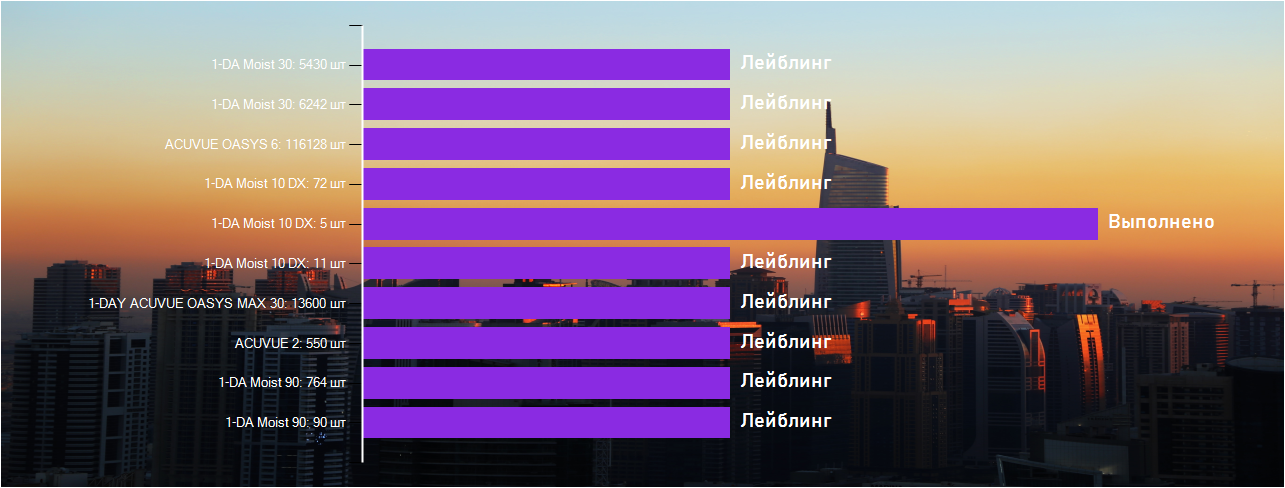 1-DA Moist 30: 5430 шт Лейблинг
1-DA Moist 30: 6242 шт Лейблинг
ACUVUE OASYS 6: 116128 шт Лейблинг
1-DA Moist 10 DX: 72 шт Лейблинг
1-DA Moist 10 DX: 5 шт Выполнено
1-DA Moist 10 DX: 11 шт Лейблинг
1-DAY ACUVUE OASYS MAX 30: 13600 шт Лейблинг
ACUVUE 2: 550 шт Лейблинг
1-DA Moist 90: 764 шт Лейблинг
1-DA Moist 90: 90 шт Лейблинг